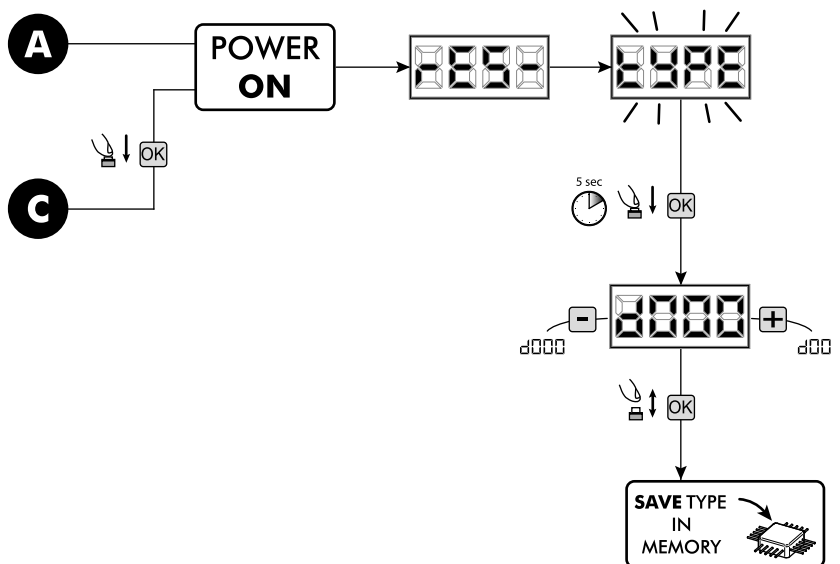 A
POWER
ON
rES-
tYPE
OK
C
5 sec
OK
-
d000
+
d000
d00
OK
SAVE TYPE
IN
MEMORY